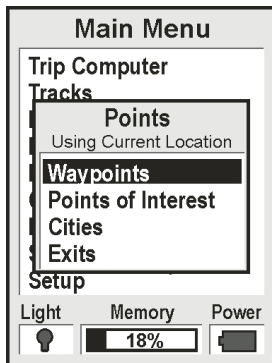 Main Menu
Trip Computer
Tracks
Points
Using Current Location
Waypoints
Points of Interest
Cities
Exits
Setup
Light Memory Power
18%